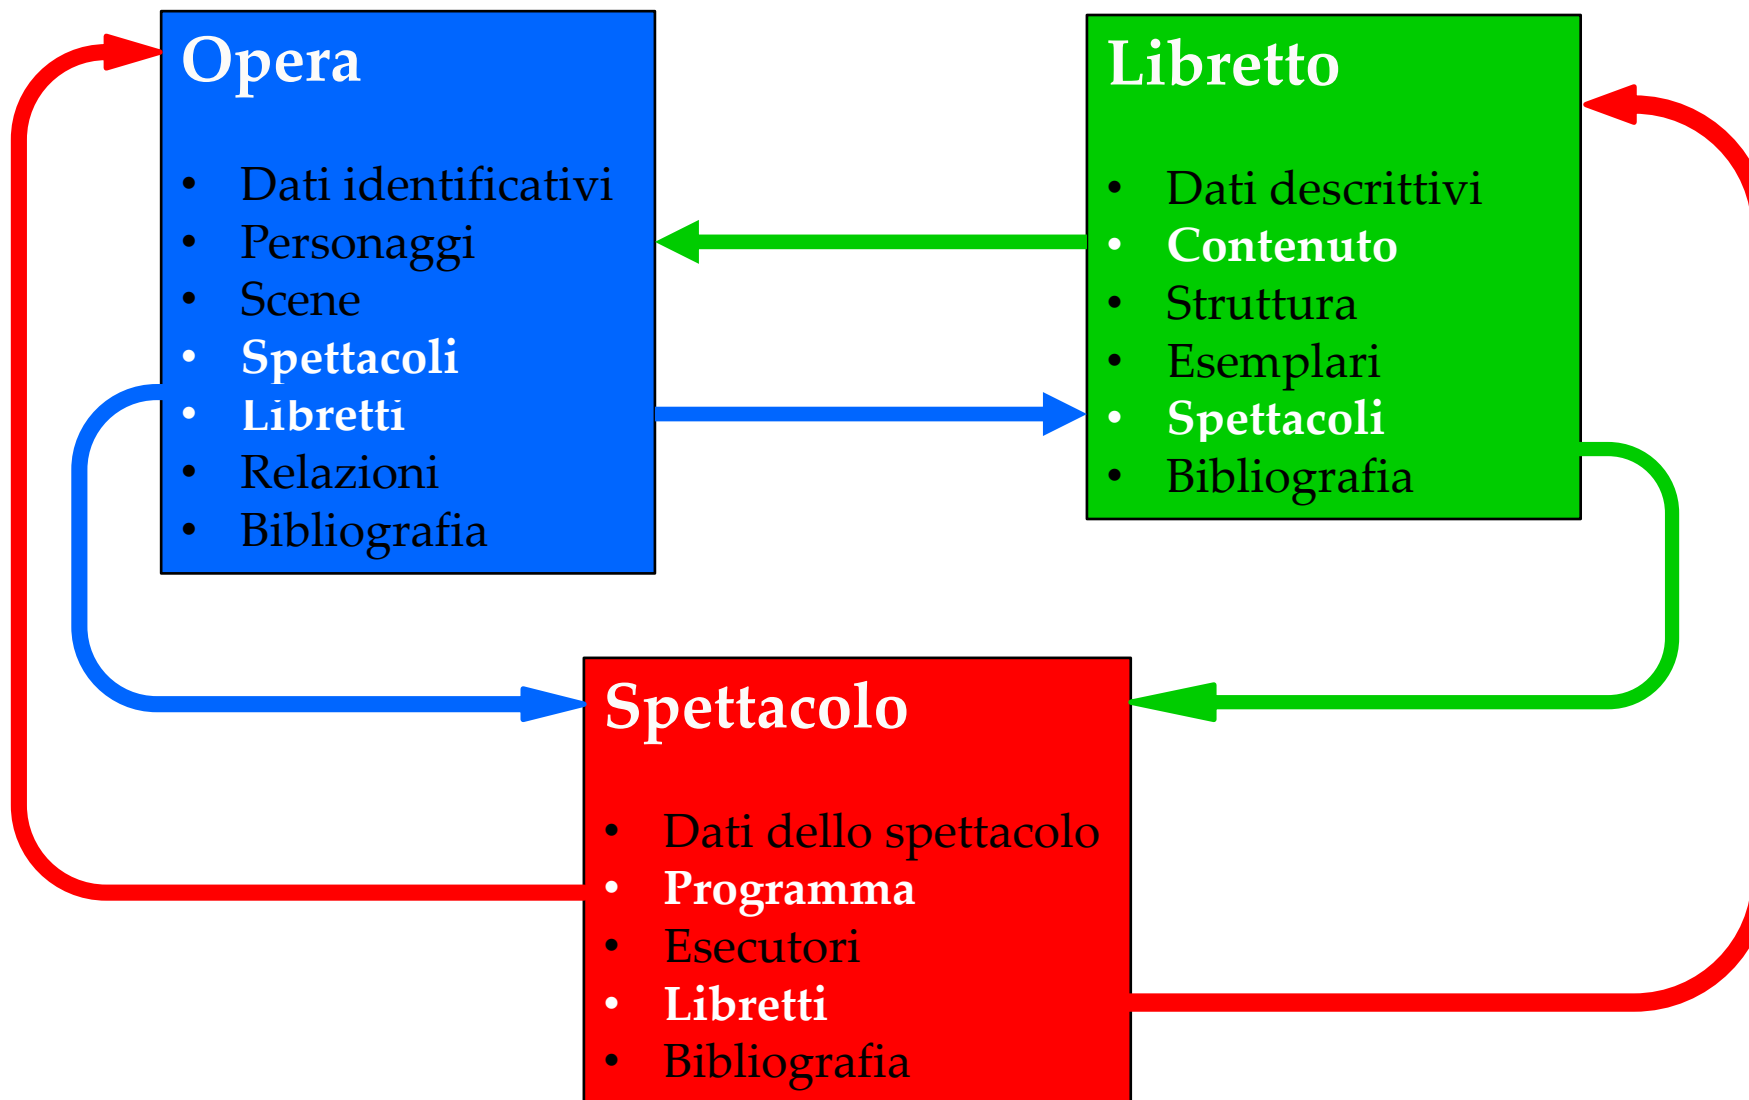 Opera
• Dati identificativi
• Personaggi
• Scene
• Spettacoli
• Libretti
• Relazioni
• Bibliografia
Libretto
• Dati descrittivi
• Contenuto
• Struttura
• Esemplari
• Spettacoli
• Bibliografia
Spettacolo
• Dati dello spettacolo
• Programma
• Esecutori
• Libretti
• Bibliografia